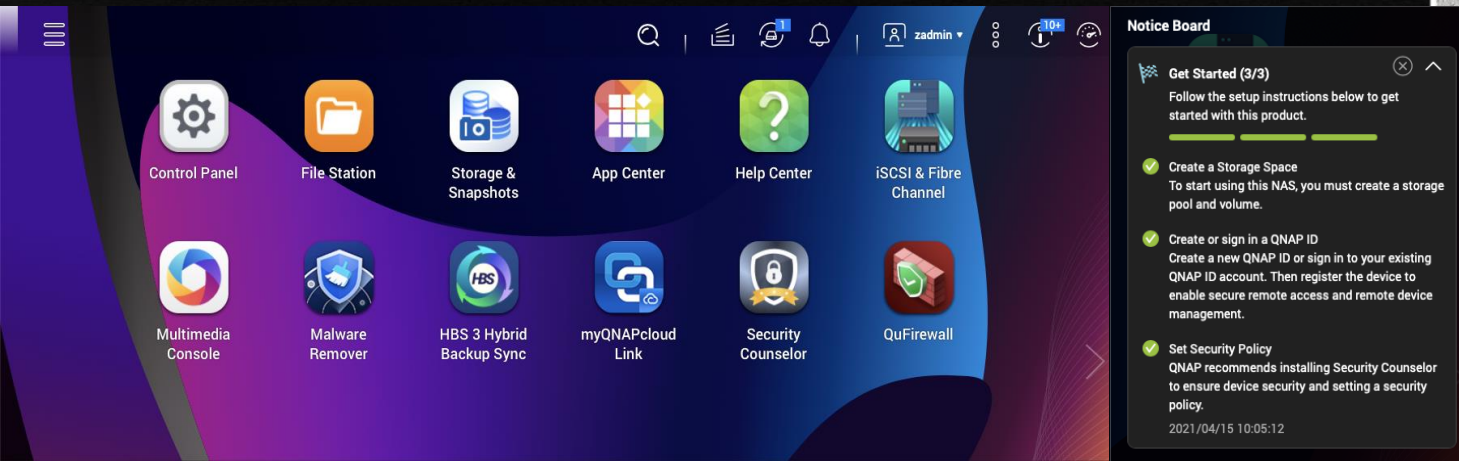 1
zadmin
10+
Control Panel
File Station
Storage &
Snapshots
App Center
Help Center
iSCSI & Fibre
Channel
HBS
Multimedia
Console
Malware
Remover
HBS 3 Hybrid
Backup Sync
myQNAPcloud
Link
Security
Counselor
QuFirewall
Notice Board
Get Started (3/3)
Follow the setup instructions below to get
started with this product.
Create a Storage Space
To start using this NAS, you must create a storage
pool and volume.
Create or sign in a QNAP ID
Create a new QNAP ID or sign in to your existing
QNAP ID account. Then register the device to
enable secure remote access and remote device
management.
Set Security Policy
QNAP recommends installing Security Counselor
to ensure device security and setting a security
policy.
2021/04/15 10:05:12